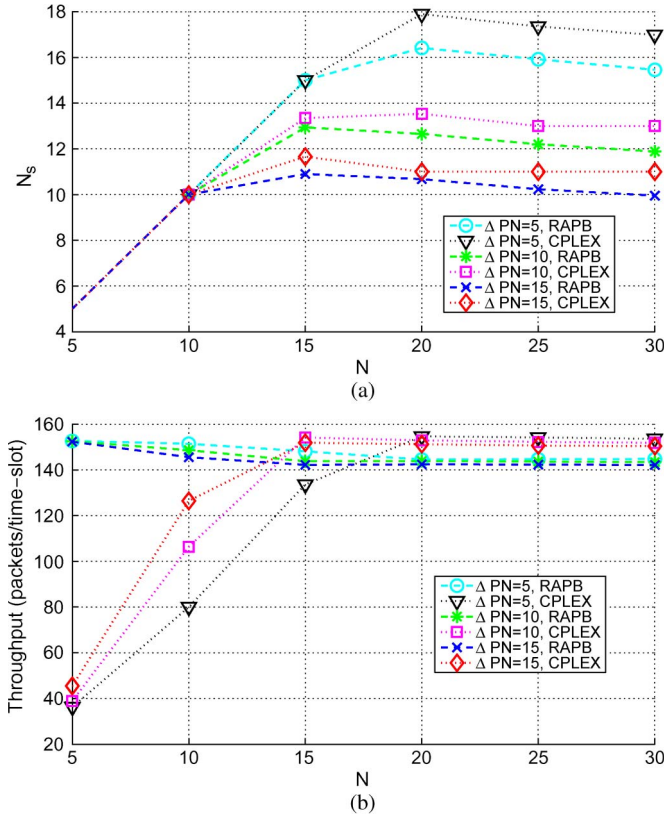 18
16
14
12
10
8
6
4
N_s
5
10
15
20
25
30
N
Δ PN=5, RAPB
Δ PN=5, CPLEX
Δ PN=10, RAPB
Δ PN=10, CPLEX
Δ PN=15, RAPB
Δ PN=15, CPLEX
(a)
160
140
120
100
80
60
40
20
Throughput (packets/time−slot)
5
10
15
20
25
30
N
Δ PN=5, RAPB
Δ PN=5, CPLEX
Δ PN=10, RAPB
Δ PN=10, CPLEX
Δ PN=15, RAPB
Δ PN=15, CPLEX
(b)